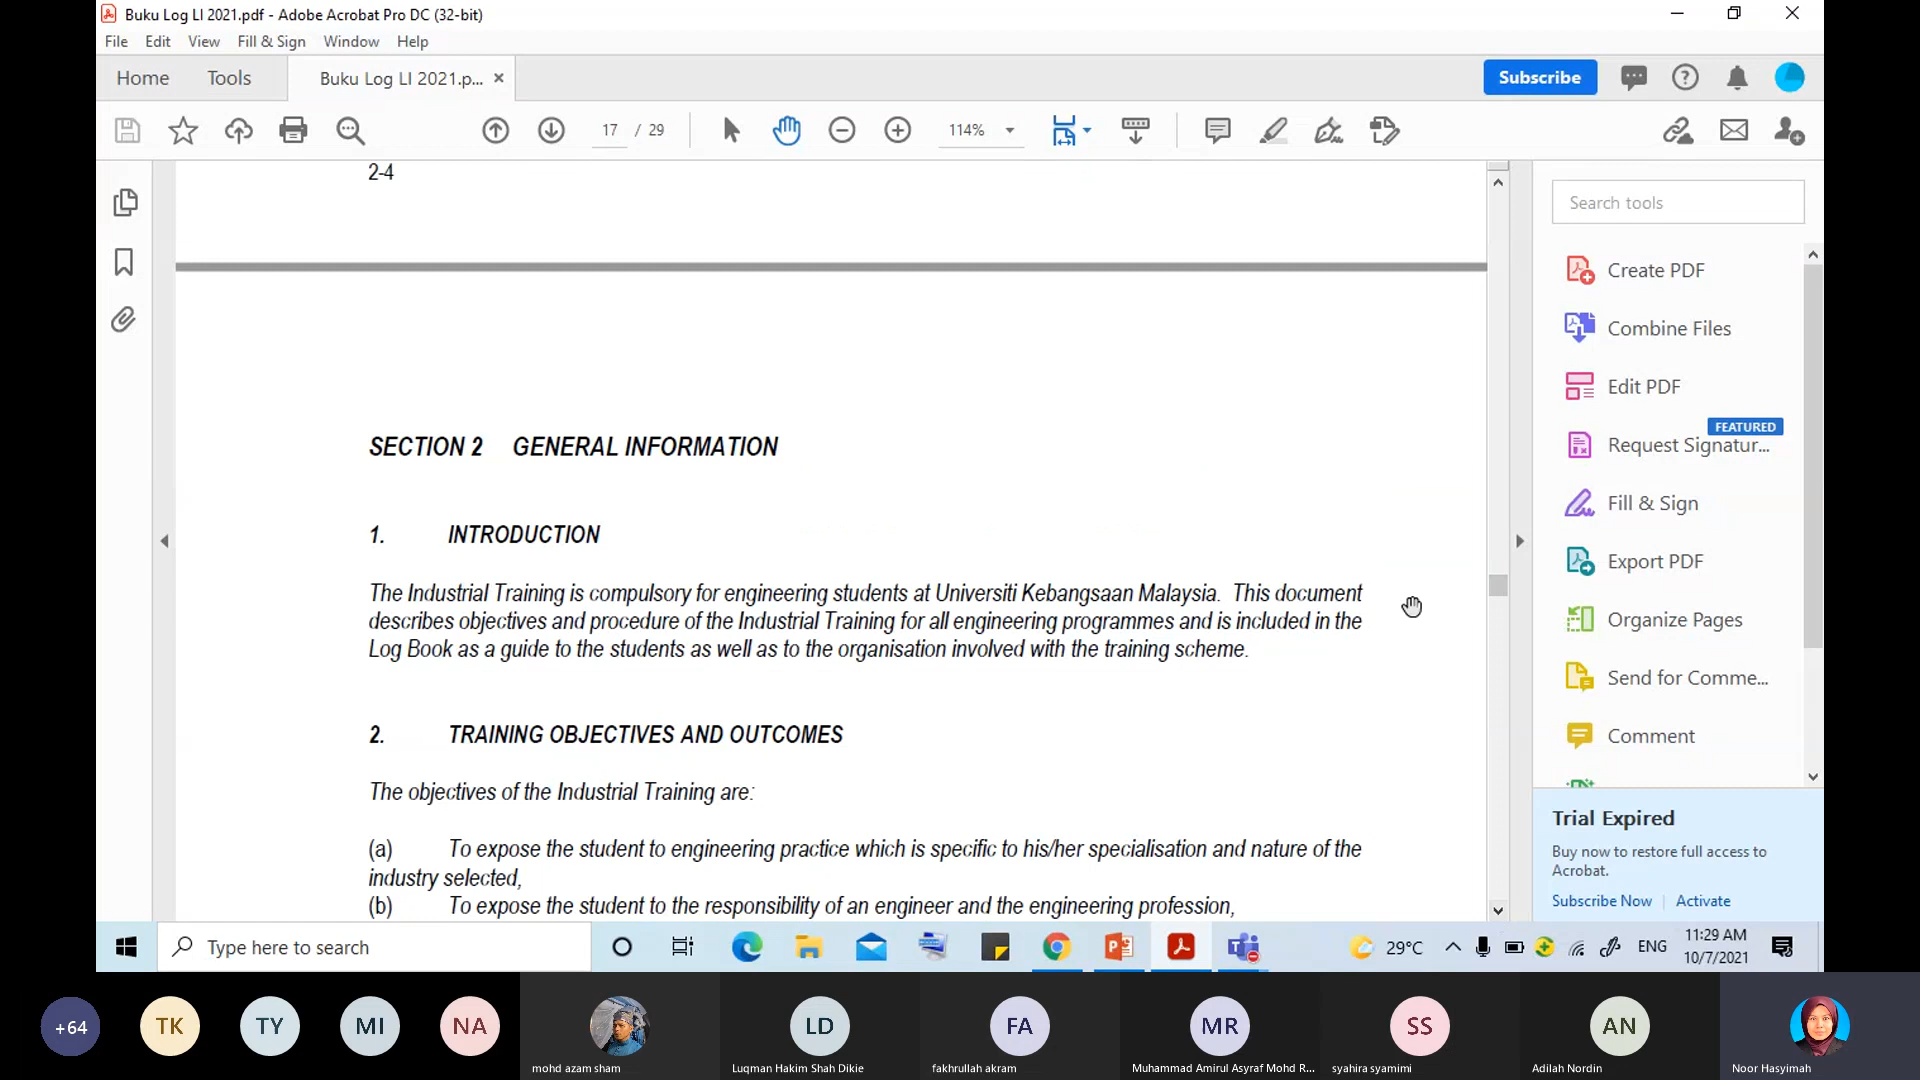 Buku Log LI 2021.pdf - Adobe Acrobat Pro DC (32-bit)
File Edit View Fill & Sign Window Help
Home Tools Buku Log LI 2021.p... × Subscribe
17 / 29 114%
2-4
SECTION 2 GENERAL INFORMATION
1. INTRODUCTION
The Industrial Training is compulsory for engineering students at Universiti Kebangsaan Malaysia. This document
describes objectives and procedure of the Industrial Training for all engineering programmes and is included in the
Log Book as a guide to the students as well as to the organisation involved with the training scheme.
2. TRAINING OBJECTIVES AND OUTCOMES
The objectives of the Industrial Training are:
(a) To expose the student to engineering practice which is specific to his/her specialisation and nature of the
industry selected,
(b) To expose the student to the responsibility of an engineer and the engineering profession,
Search tools
Create PDF
Combine Files
Edit PDF
FEATURED
Request Signatur...
Fill & Sign
Export PDF
Organize Pages
Send for Comme...
Comment
Trial Expired
Buy now to restore full access to
Acrobat.
Subscribe Now | Activate
Type here to search
29°C ENG
11:29 AM
10/7/2021
+64 TK TY MI NA LD FA MR SS AN
mohd azam sham Luqman Hakim Shah Dikie fakhrullah akram Muhammad Amirul Asyraf Mohd R... syahira syamimi Adilah Nordin Noor Hasyimah